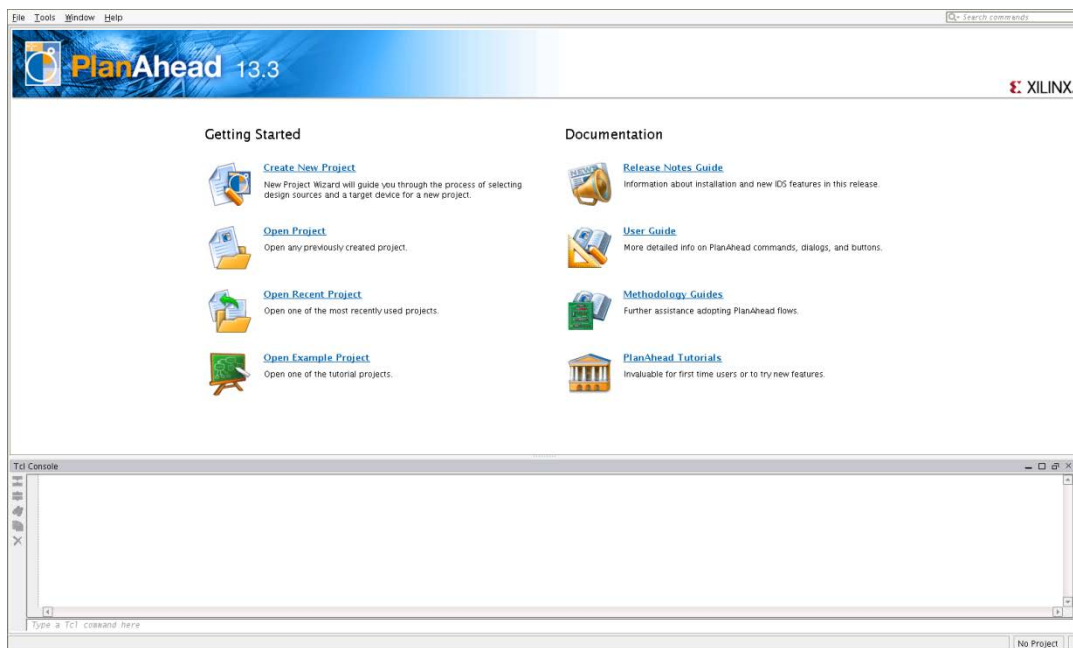 File Tools Window Help
Search commands
PlanAhead 13.3
XILINX
Getting Started
Create New Project
New Project Wizard will guide you through the process of selecting
design sources and a target device for a new project.
Open Project
Open any previously created project.
Open Recent Project
Open one of the most recently used projects.
Open Example Project
Open one of the tutorial projects.
Documentation
Release Notes Guide
Information about installation and new IDS features in this release.
User Guide
More detailed info on PlanAhead commands, dialogs, and buttons.
Methodology Guides
Further assistance adopting PlanAhead flows.
PlanAhead Tutorials
Invaluable for first time users or to try new features.
Tcl Console
Type a Tcl command here
No Project